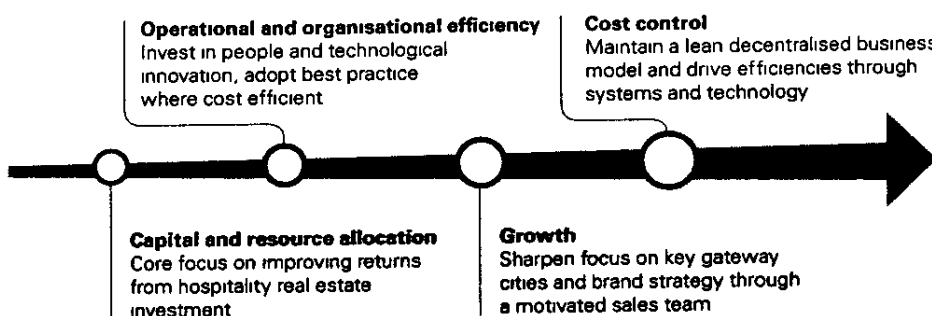 Operational and organisational efficiency
Invest in people and technological
innovation, adopt best practice
where cost efficient
Cost control
Maintain a lean decentralised business
model and drive efficiencies through
systems and technology
Capital and resource allocation
Core focus on improving returns
from hospitality real estate
investment
Growth
Sharpen focus on key gateway
cities and brand strategy through
a motivated sales team